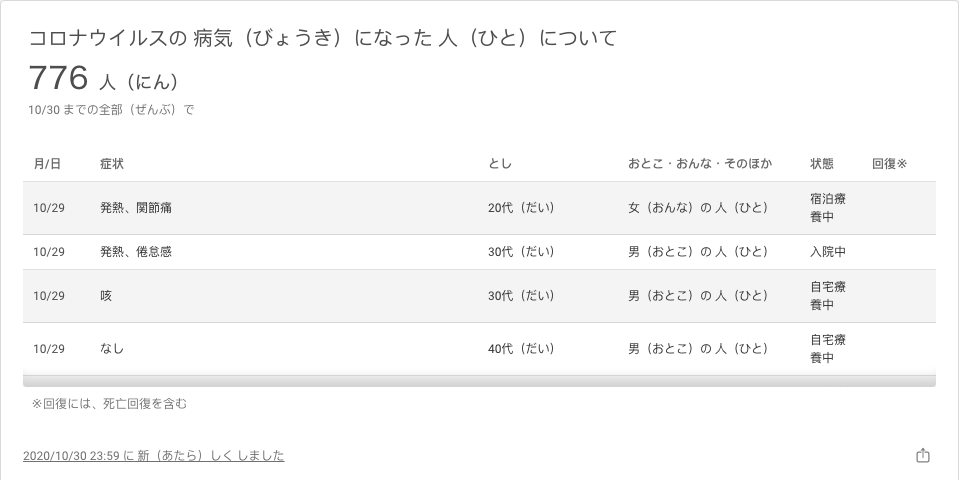 コロナウイルスの 病気（びょうき）になった 人（ひと）について
776 人（にん）
10/30 までの全部（ぜんぶ）で
月/日 症状 とし おとこ・おんな・そのほか 状態 回復※
10/29 発熱、関節痛 20代（だい） 女（おんな）の 人（ひと） 宿泊療
養中
10/29 発熱、倦怠感 30代（だい） 男（おとこ）の 人（ひと） 入院中
10/29 咳 30代（だい） 男（おとこ）の 人（ひと） 自宅療
養中
10/29 なし 40代（だい） 男（おとこ）の 人（ひと） 自宅療
養中
※回復には、死亡回復を含む
2020/10/30 23:59 に 新（あたら）しく しました